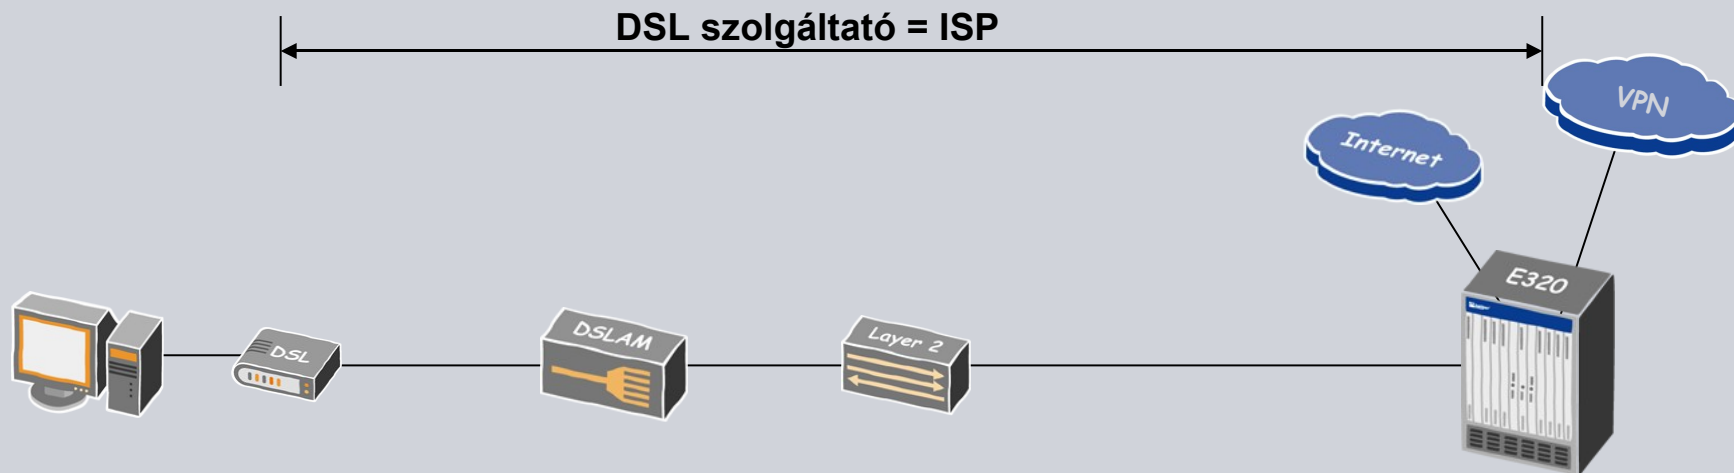 DSL szolgáltató = ISP
VPN
Internet
E320
DSL
DSLAM
Layer 2